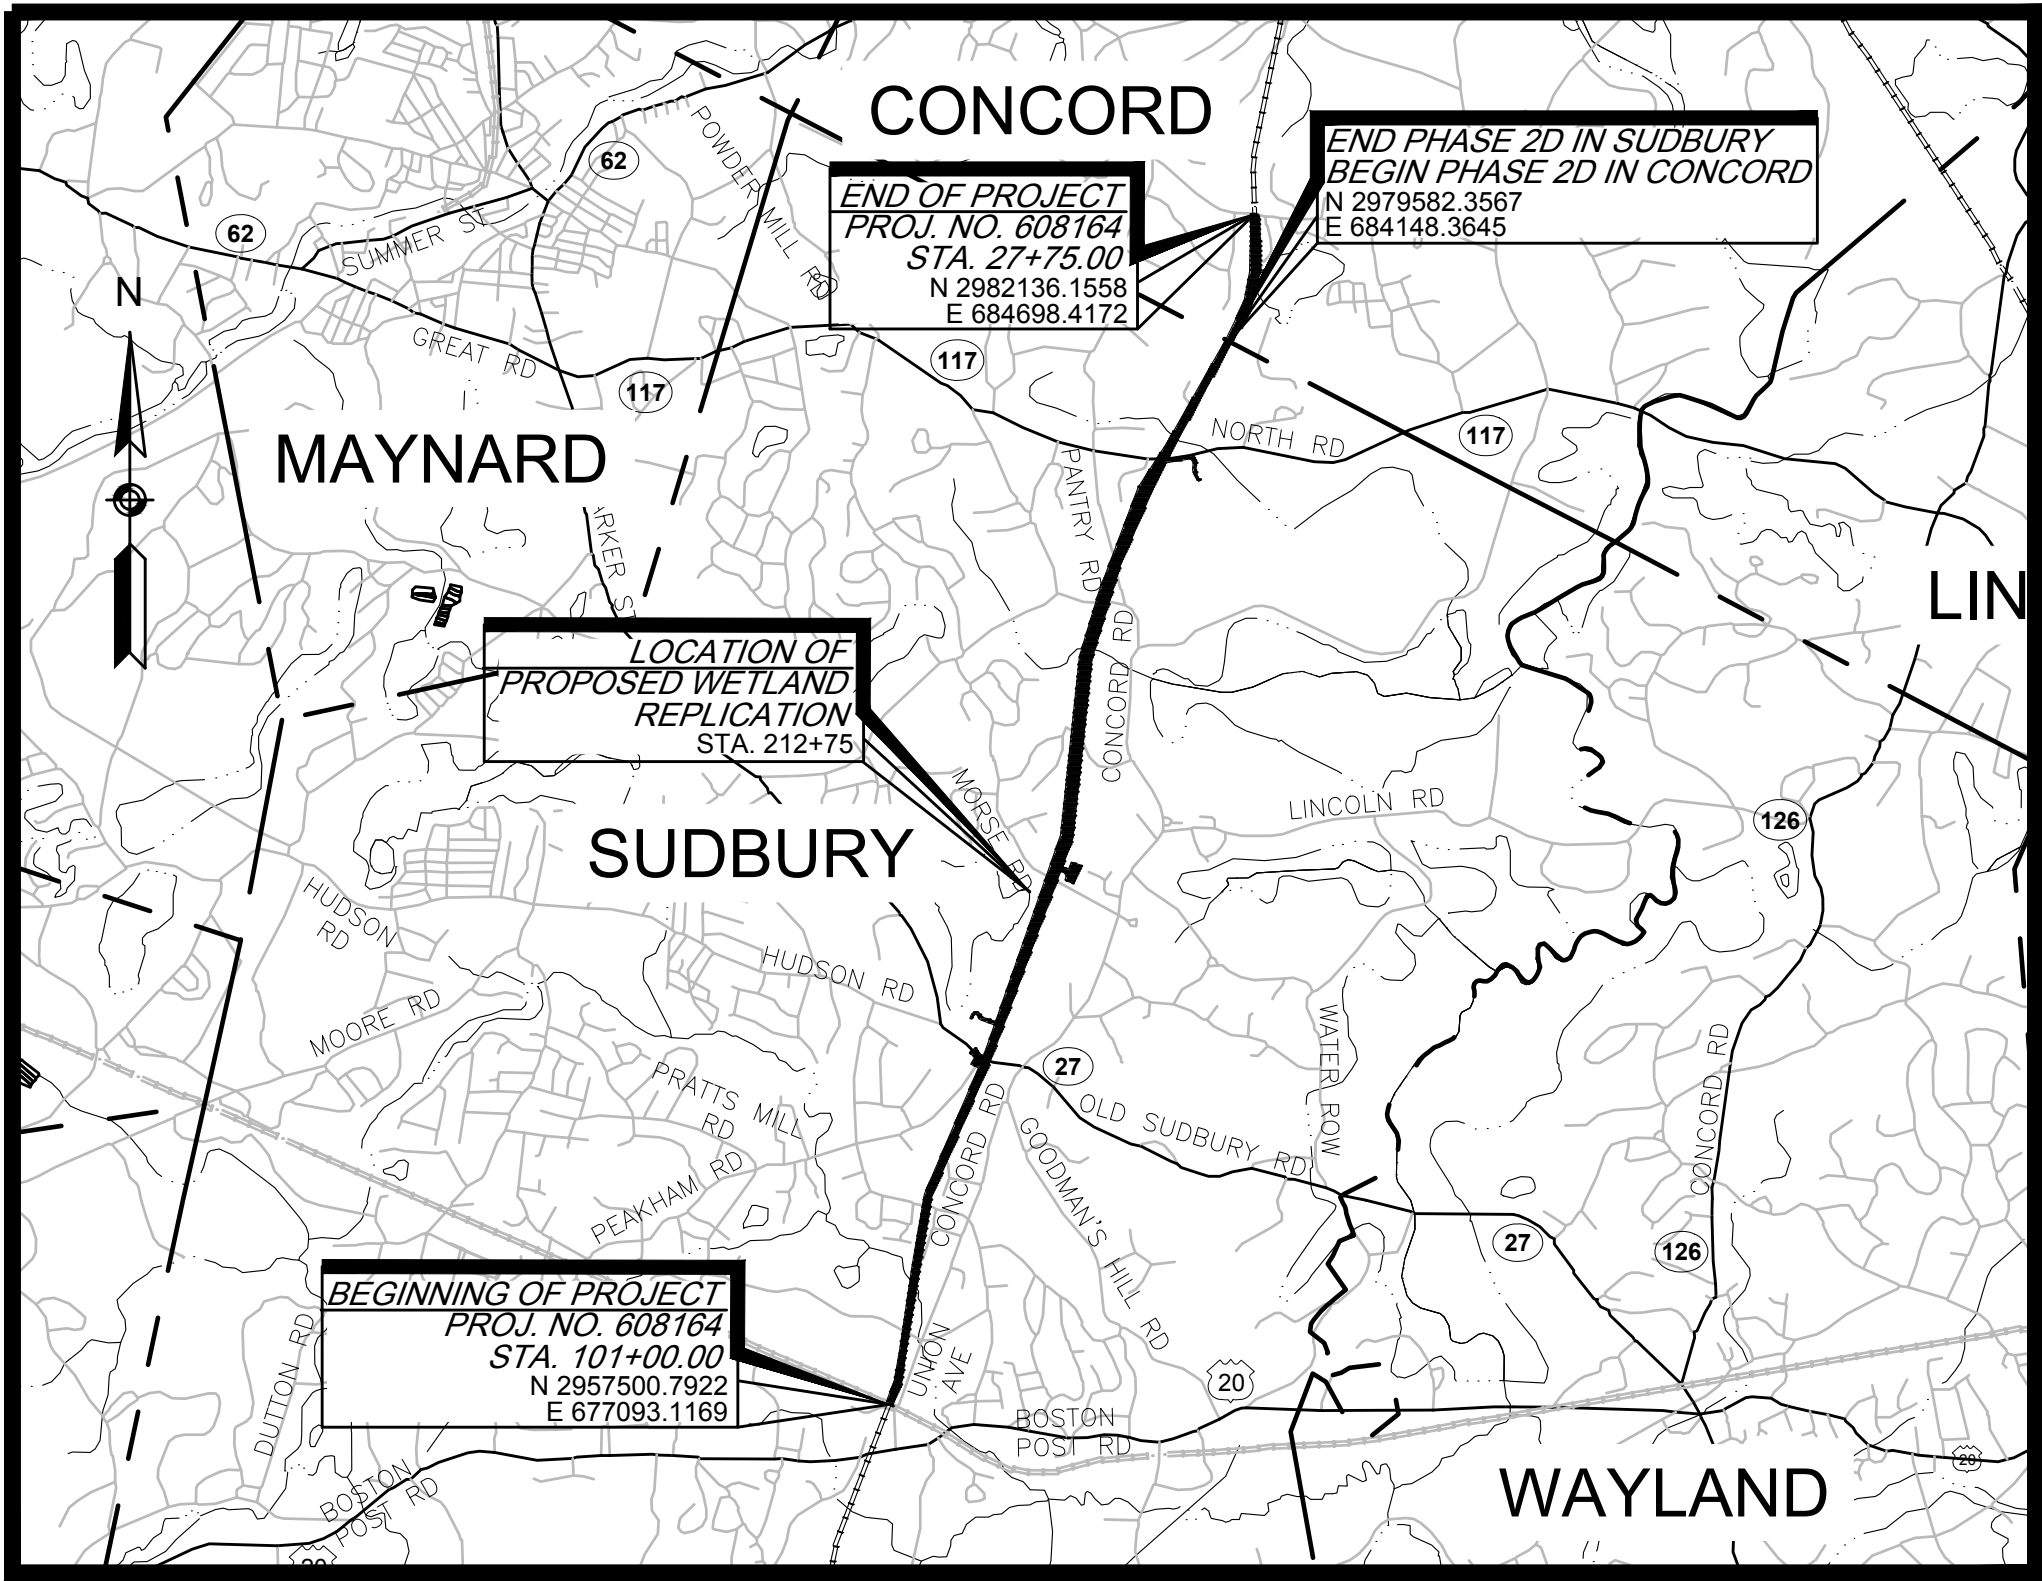 CONCORD
62
POWDER MILL RD
END PHASE 2D IN SUDBURY
BEGIN PHASE 2D IN CONCORD
N 2979582.3567
E 684148.3645
END OF PROJECT
PROJ. NO. 608164
STA. 27+75.00
N 2982136.1558
E 684698.4172
62
SUMMER ST
N
GREAT RD
117
117
NORTH RD
117
MAYNARD
PANTRY RD
ARKER ST
LIN
LOCATION OF
PROPOSED WETLAND
REPLICATION
STA. 212+75
CONCORD RD
MORSE RD
LINCOLN RD
126
SUDBURY
HUDSON
RD
HUDSON RD
MOORE RD
WATER ROW
CONCORD RD
27
PRATTS MILL
RD
OLD SUDBURY RD
CONCORD RD
GOODMAN'S HILL RD
PEAKHAM RD
27
126
BEGINNING OF PROJECT
PROJ. NO. 608164
STA. 101+00.00
N 2957500.7922
E 677093.1169
DUTTON RD
UNION
AVE
20
BOSTON
POST RD
20
BOSTON
POST RD
WAYLAND
20